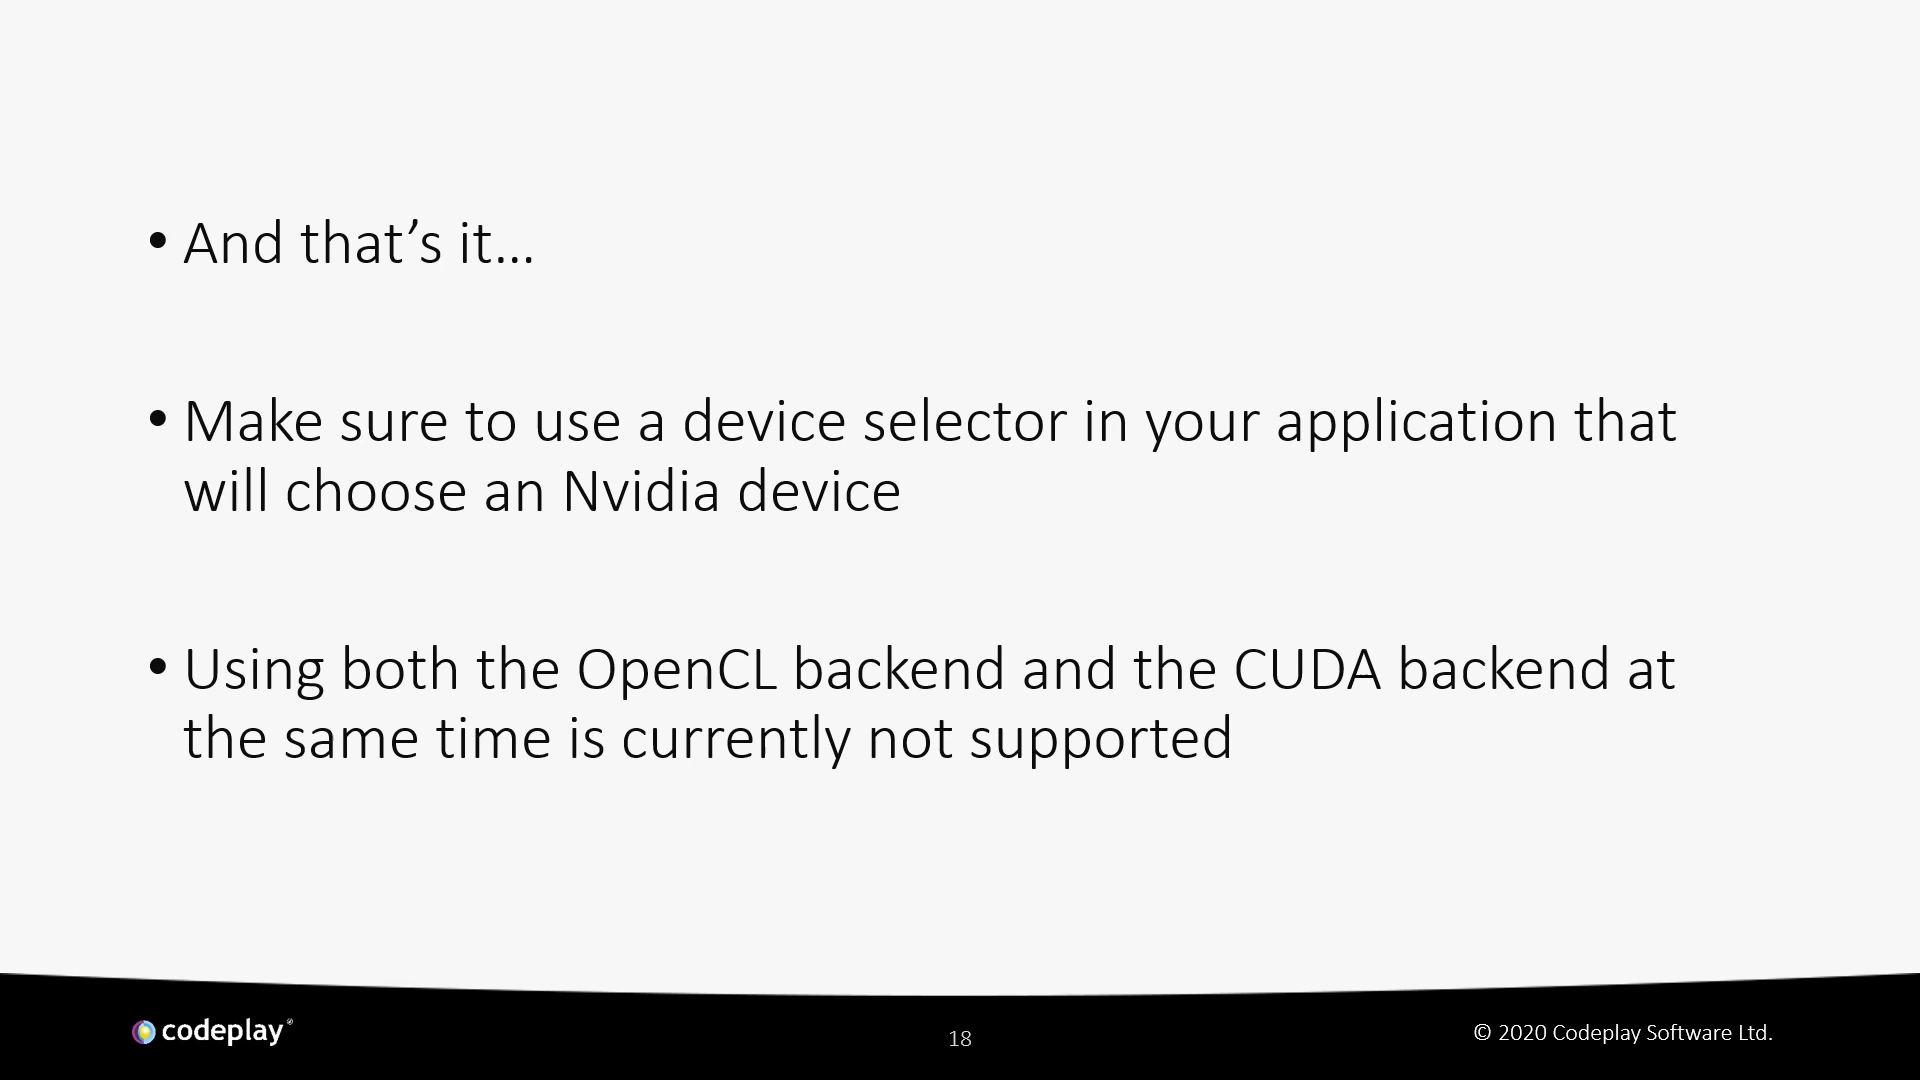 • And that’s it…
• Make sure to use a device selector in your application that
will choose an Nvidia device
• Using both the OpenCL backend and the CUDA backend at
the same time is currently not supported
codeplay®
18
© 2020 Codeplay Software Ltd.